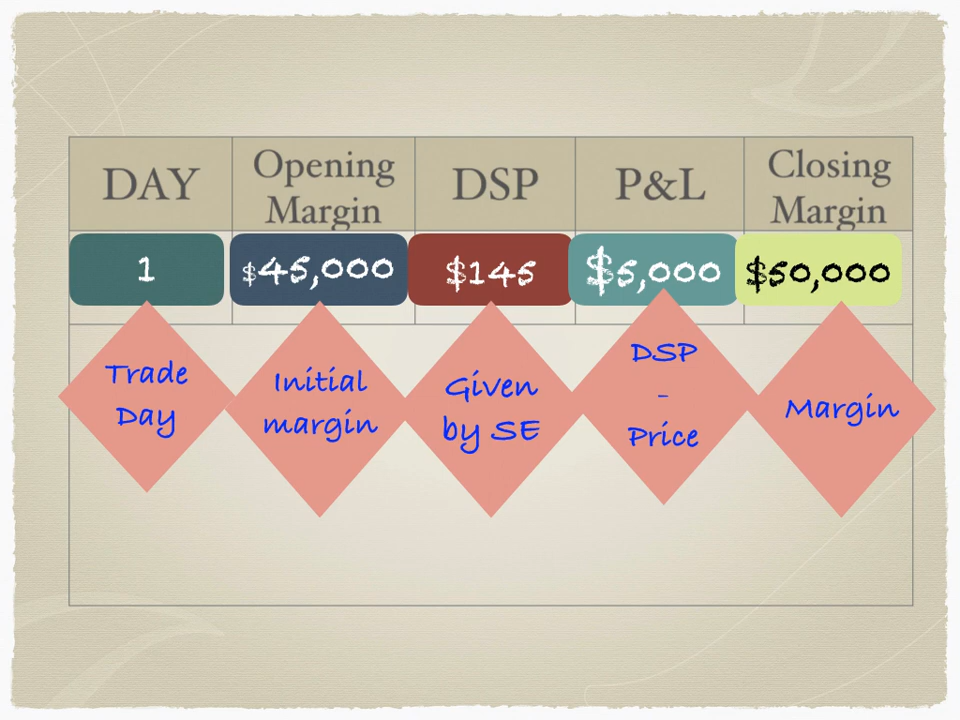 DAY
Opening
Margin
DSP
P&L
Closing
Margin
1
$45,000
$145
$5,000
$50,000
Trade
Day
Initial
margin
Given
by SE
DSP
-
Price
Margin